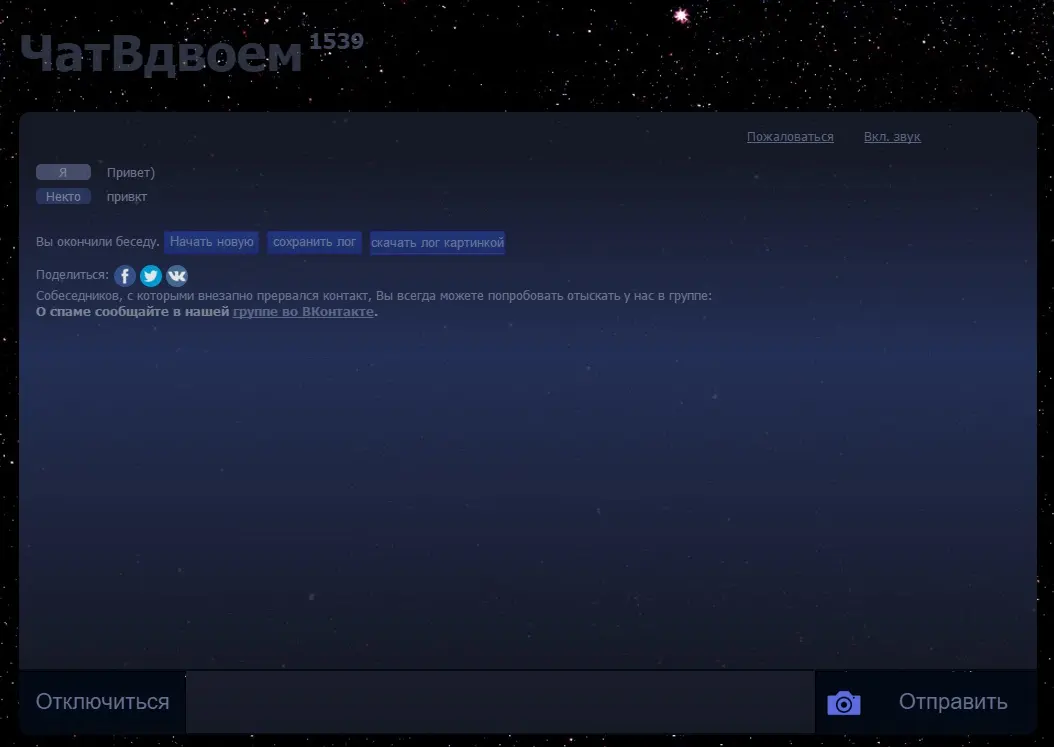 ЧатВдвоем 1539
Пожаловаться Вкл. звук
Я Привет)
Некто привкт
Вы окончили беседу. Начать новую сохранить лог скачать лог картинкой
Поделиться:
Собеседников, с которыми внезапно прервался контакт, Вы всегда можете попробовать отыскать у нас в группе:
О спаме сообщайте в нашей группе во ВКонтакте.
Отключиться Отправить